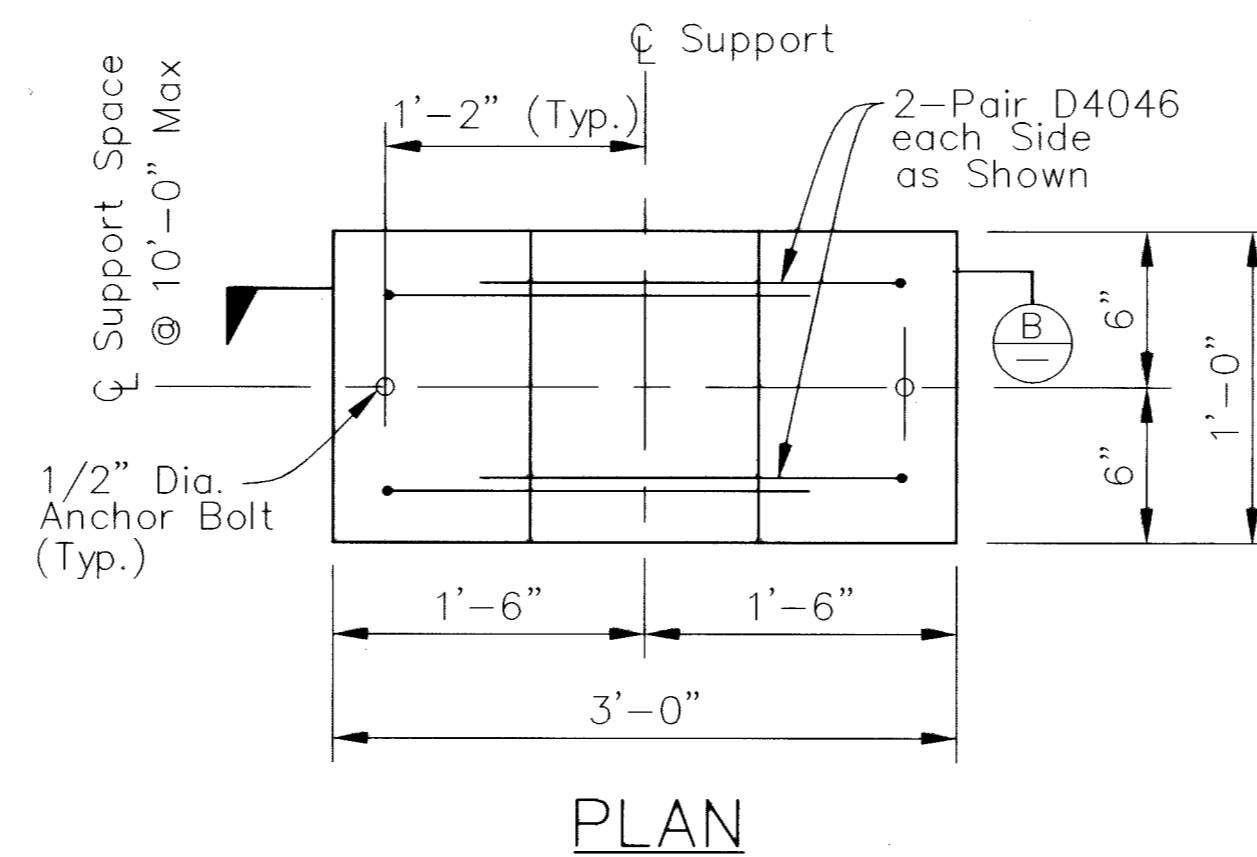 ℄ Support
℄ Support Space
@ 10'-0" Max
1'-2" (Typ.)
2-Pair D4046
each Side
as Shown
B
—
6"
6"
1'-0"
1/2" Dia.
Anchor Bolt
(Typ.)
1'-6"
1'-6"
3'-0"
PLAN